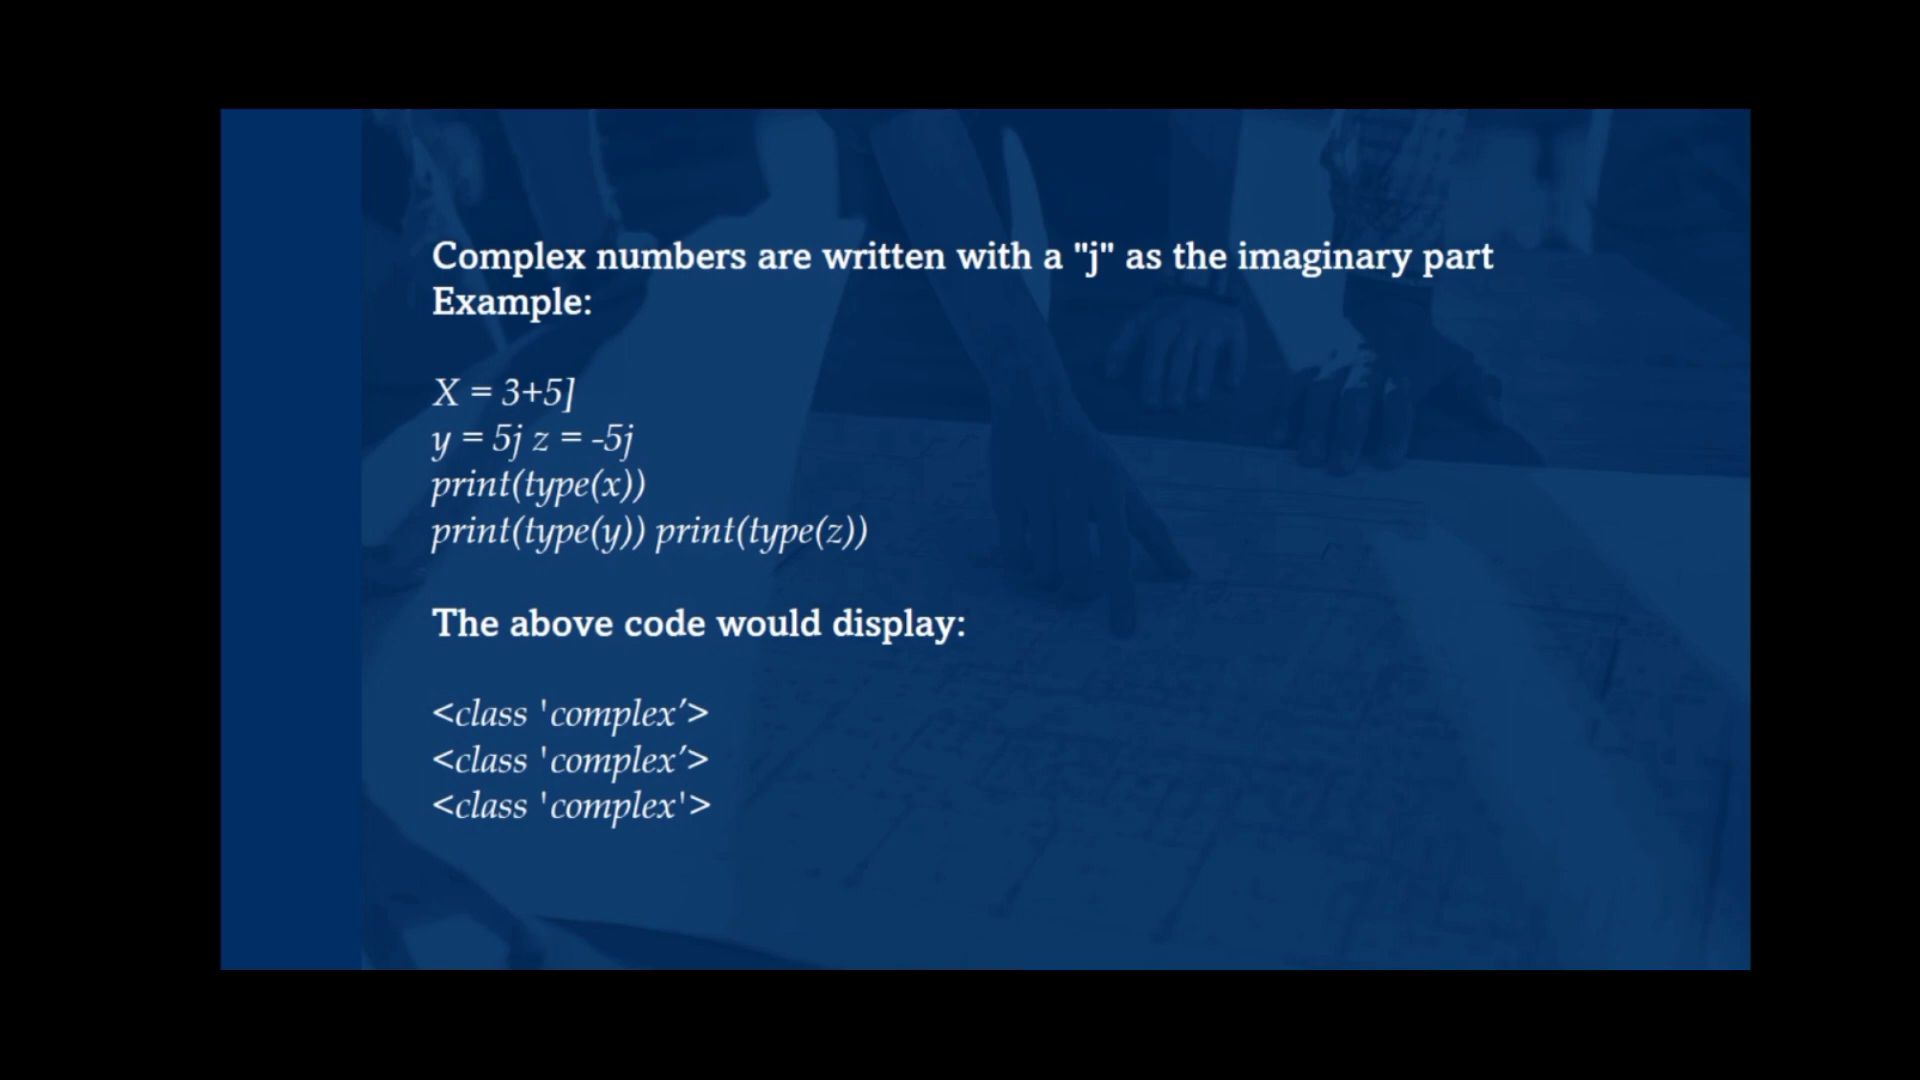 Complex numbers are written with a "j" as the imaginary part
Example:
X = 3+5]
y = 5j z = -5j
print(type(x))
print(type(y)) print(type(z))
The above code would display:
<class 'complex’>
<class 'complex’>
<class 'complex'>